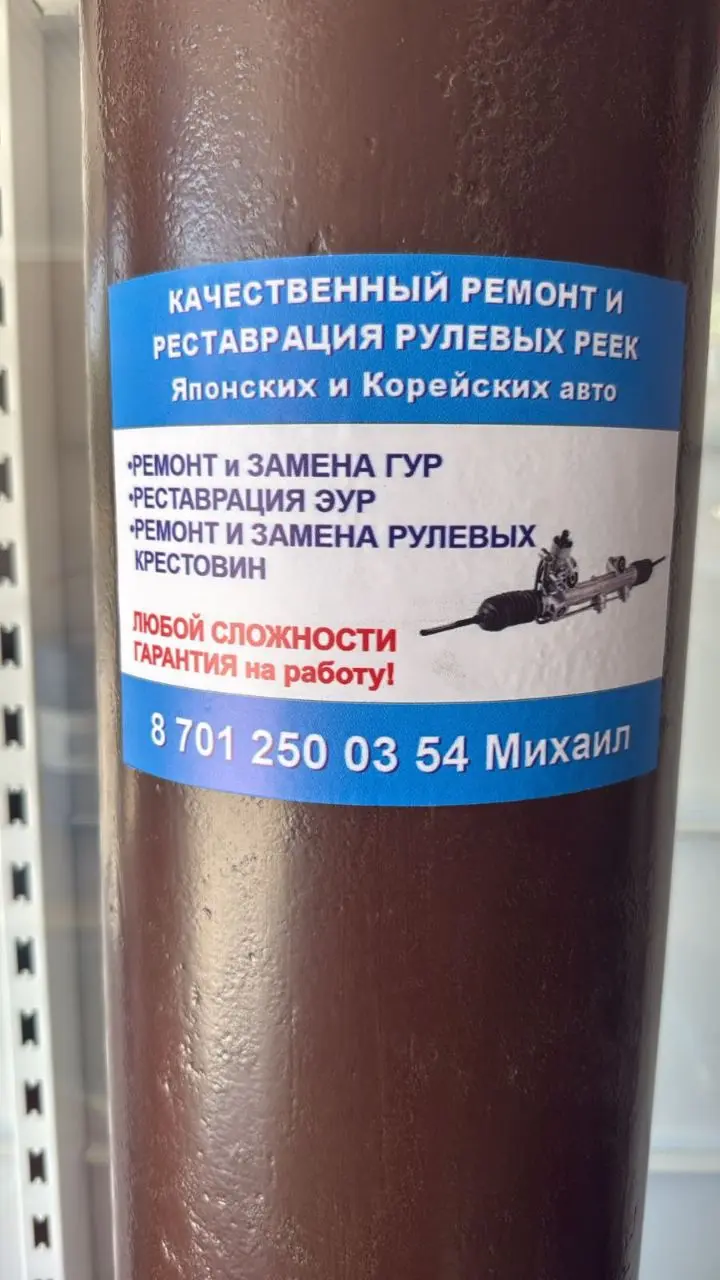 КАЧЕСТВЕННЫЙ РЕМОНТ И
РЕСТАВРАЦИЯ РУЛЕВЫХ РЕЕК
Японских и Корейских авто
•РЕМОНТ и ЗАМЕНА ГУР
•РЕСТАВРАЦИЯ ЭУР
•РЕМОНТ И ЗАМЕНА РУЛЕВЫХ
КРЕСТОВИН
ЛЮБОЙ СЛОЖНОСТИ
ГАРАНТИЯ на работу!
8 701 250 03 54 Михаил